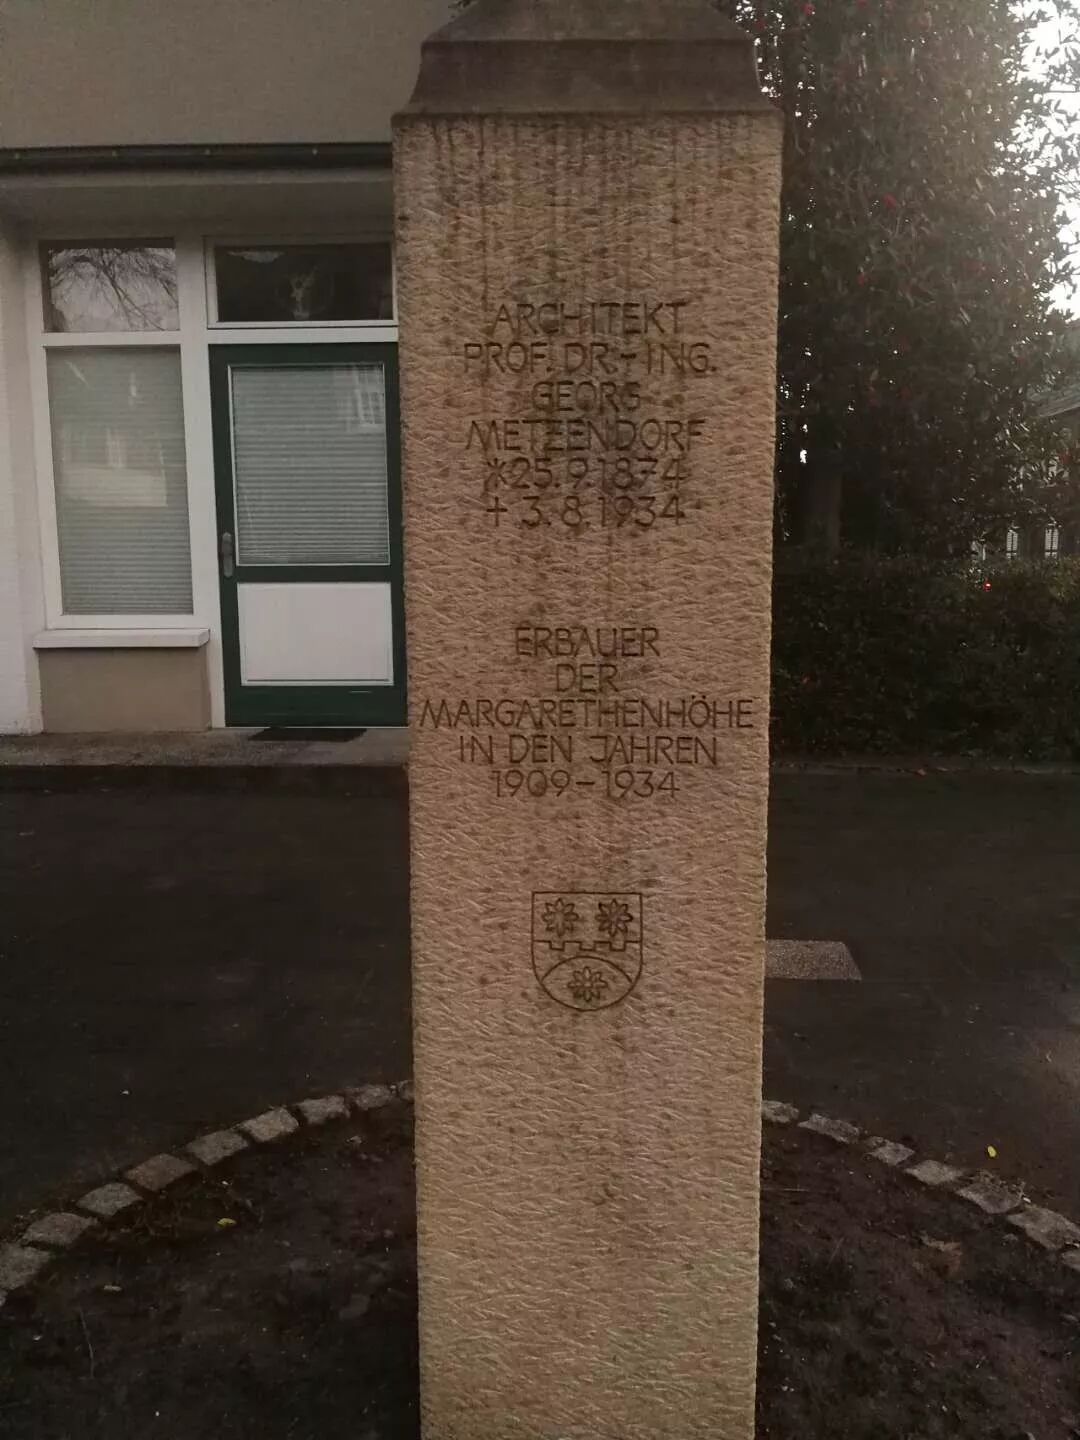 ARCHITEKT
PROF. DR.-ING.
GEORG
METZENDORF
*25.9.1874
+ 3.8.1934
ERBAUER
DER
MARGARETHENHÖHE
IN DEN JAHREN
1909-1934